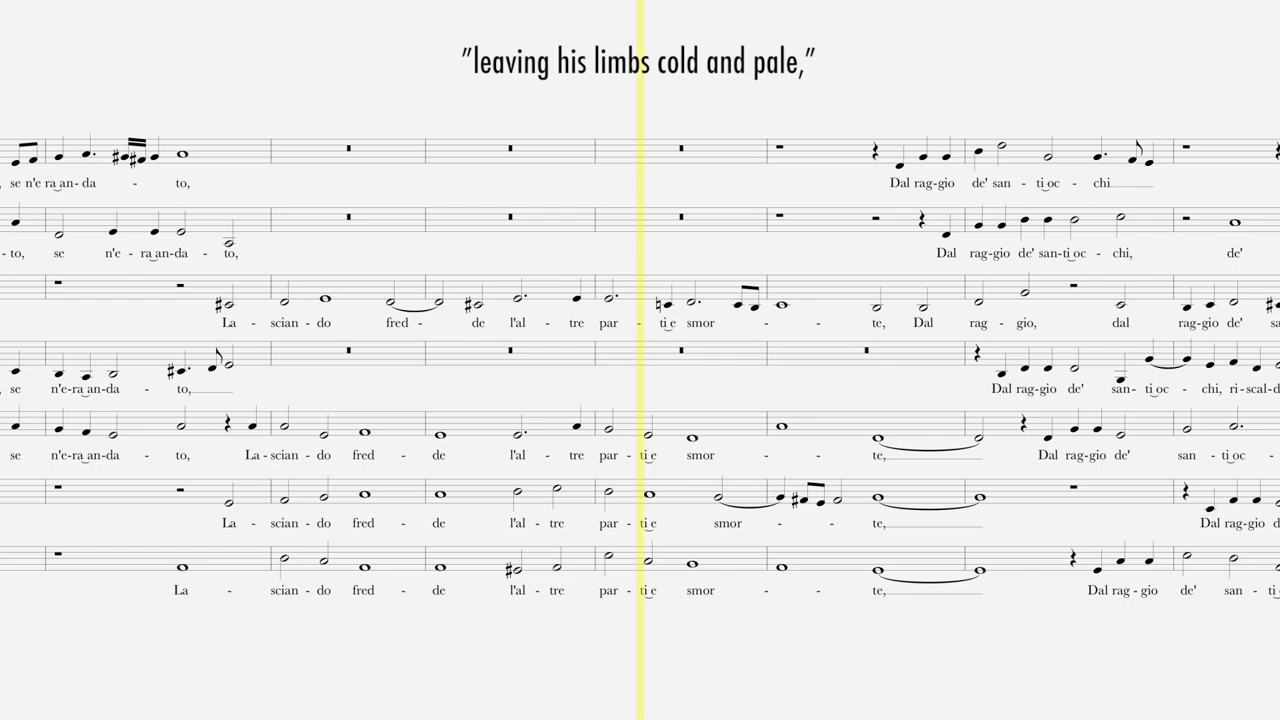 "leaving his limbs cold and pale,"
, se n'e ra an- da - to, Dal rag-gio de' san - ti oc - chi
- to, se n'e - ra an-da - to, Dal rag-gio de' san-ti oc - chi, de'
La - scian - do fred - de l'al - tre par - ti e smor - - te, Dal rag - gio, dal rag-gio de'
, se n'e-ra an-da - to, Dal rag-gio de' san- ti oc - chi, ri-scal-d
se n'e-ra an-da - to, La - scian - do fred - de l'al - tre par - ti e smor - - te, Dal rag-gio de' san - ti oc -
La - scian - do fred - de l'al - tre par - ti e smor - - te, Dal rag-gio d
La - scian - do fred - de l'al - tre par - ti e smor - - te, Dal rag - gio de' san - ti